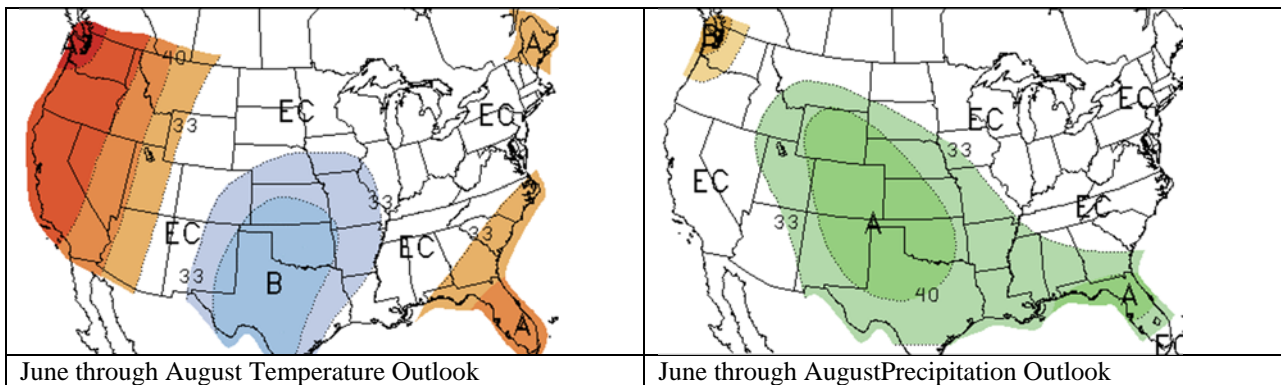 A
40
A
EC
EC
33
33
EC
33
EC
33
B
A
B
EC
EC
33
EC
33
EC
A
40
A
EC
June through August Temperature Outlook
June through AugustPrecipitation Outlook